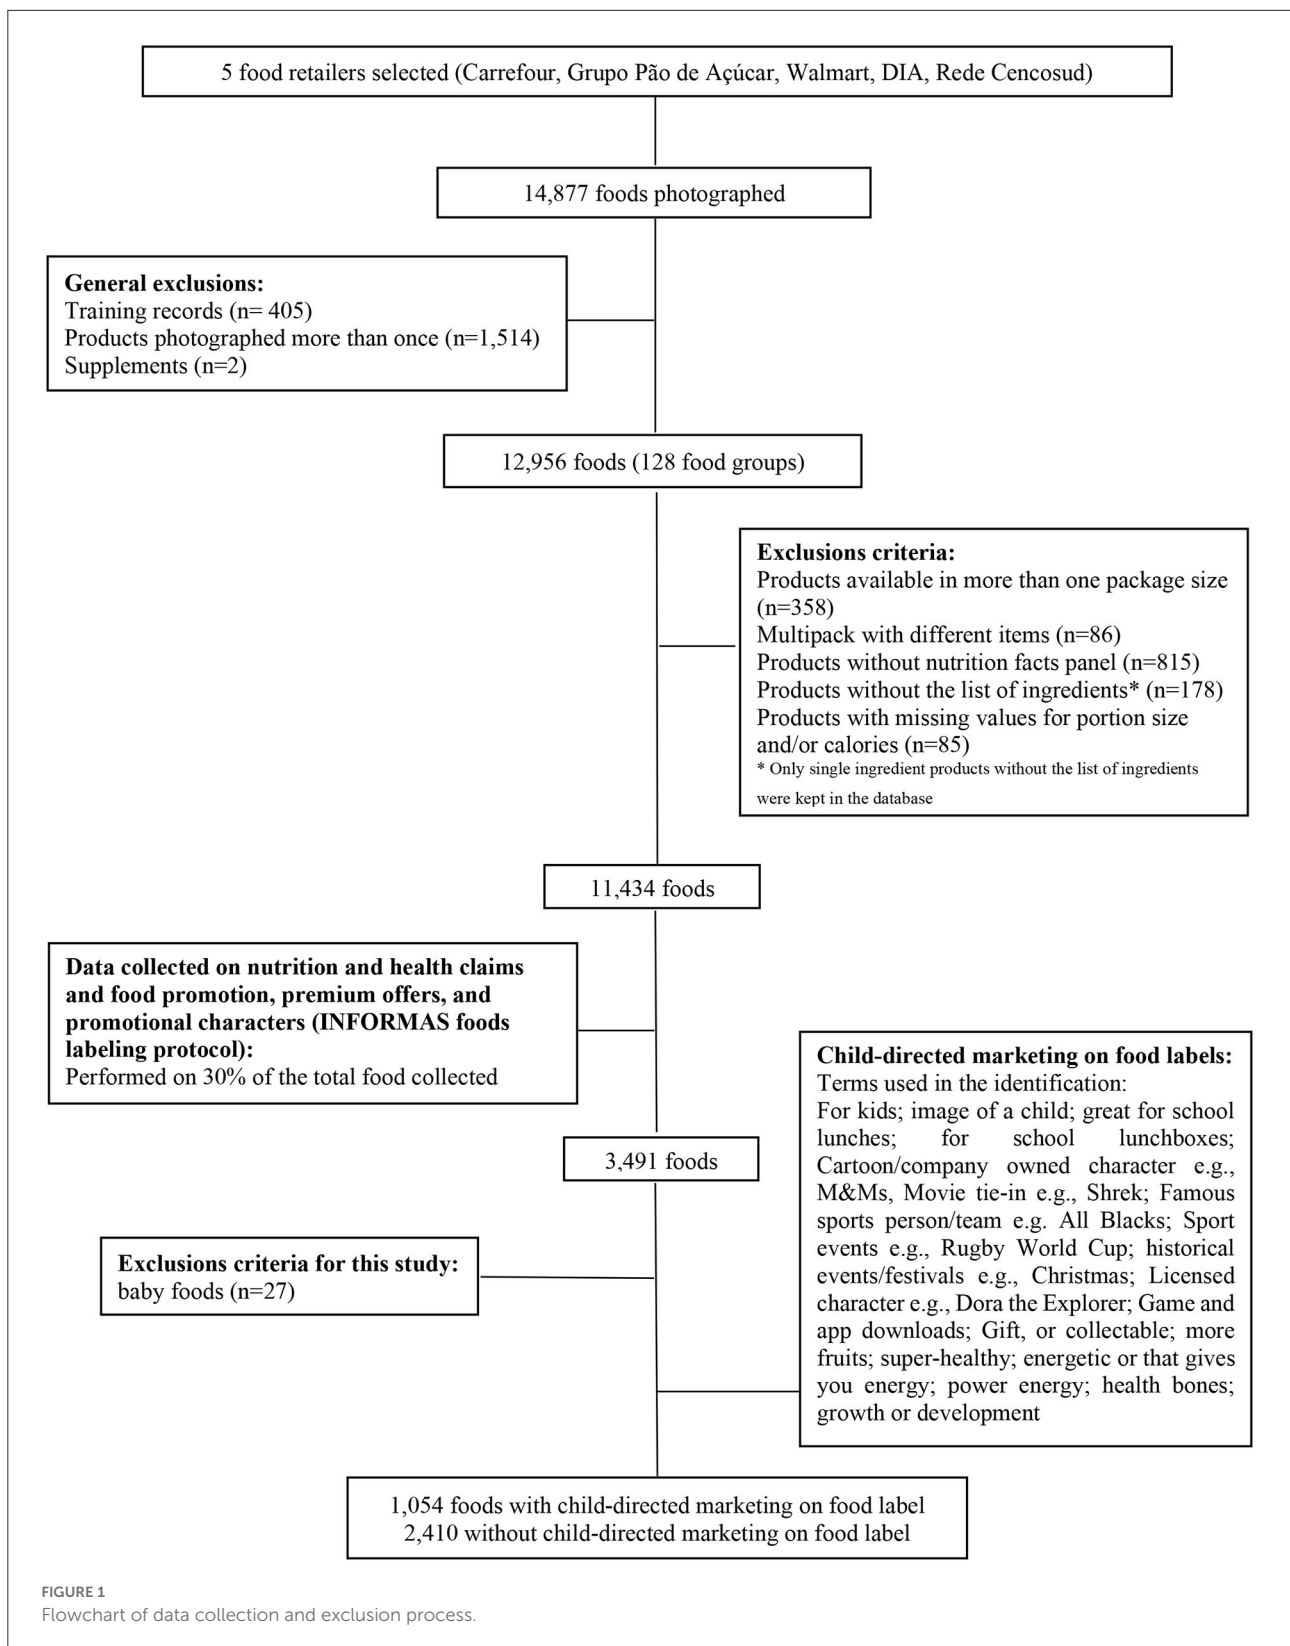 5 food retailers selected (Carrefour, Grupo Pão de Açúcar, Walmart, DIA, Rede Cencosud)
14,877 foods photographed
General exclusions:
Training records (n= 405)
Products photographed more than once (n=1,514)
Supplements (n=2)
12,956 foods (128 food groups)
Exclusions criteria:
Products available in more than one package size
(n=358)
Multipack with different items (n=86)
Products without nutrition facts panel (n=815)
Products without the list of ingredients* (n=178)
Products with missing values for portion size
and/or calories (n=85)
* Only single ingredient products without the list of ingredients
were kept in the database
11,434 foods
Data collected on nutrition and health claims
and food promotion, premium offers, and
promotional characters (INFORMAS foods
labeling protocol):
Performed on 30% of the total food collected
Child-directed marketing on food labels:
Terms used in the identification:
For kids; image of a child; great for school
lunches; for school lunchboxes;
Cartoon/company owned character e.g.,
M&Ms, Movie tie-in e.g., Shrek; Famous
sports person/team e.g. All Blacks; Sport
events e.g., Rugby World Cup; historical
events/festivals e.g., Christmas; Licensed
character e.g., Dora the Explorer; Game and
app downloads; Gift, or collectable; more
fruits; super-healthy; energetic or that gives
you energy; power energy; health bones;
growth or development
3,491 foods
Exclusions criteria for this study:
baby foods (n=27)
1,054 foods with child-directed marketing on food label
2,410 without child-directed marketing on food label
FIGURE 1
Flowchart of data collection and exclusion process.